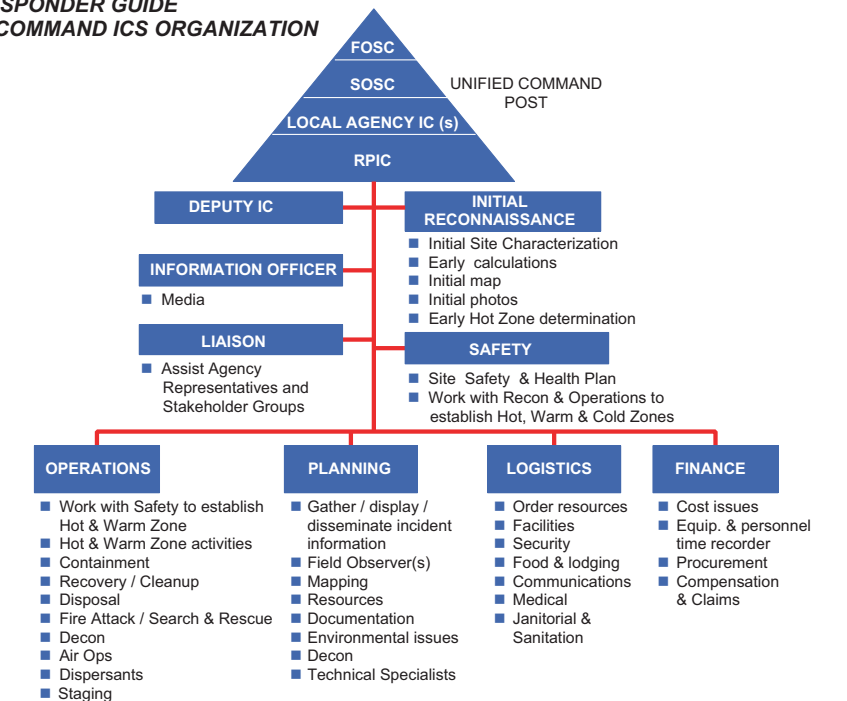 SPONDER GUIDE
COMMAND ICS ORGANIZATION
FOSC
SOSC
LOCAL AGENCY IC (s)
RPIC
UNIFIED COMMAND
POST
DEPUTY IC
INITIAL
RECONNAISSANCE
Initial Site Characterization
Early calculations
Initial map
Initial photos
Early Hot Zone determination
INFORMATION OFFICER
Media
LIAISON
Assist Agency
Representatives and
Stakeholder Groups
SAFETY
Site Safety & Health Plan
Work with Recon & Operations to
establish Hot, Warm & Cold Zones
OPERATIONS
Work with Safety to establish
Hot & Warm Zone
Hot & Warm Zone activities
Containment
Recovery / Cleanup
Disposal
Fire Attack / Search & Rescue
Decon
Air Ops
Dispersants
Staging
PLANNING
Gather / display /
disseminate incident
information
Field Observer(s)
Mapping
Resources
Documentation
Environmental issues
Decon
Technical Specialists
LOGISTICS
Order resources
Facilities
Security
Food & lodging
Communications
Medical
Janitorial &
Sanitation
FINANCE
Cost issues
Equip. & personnel
time recorder
Procurement
Compensation
& Claims